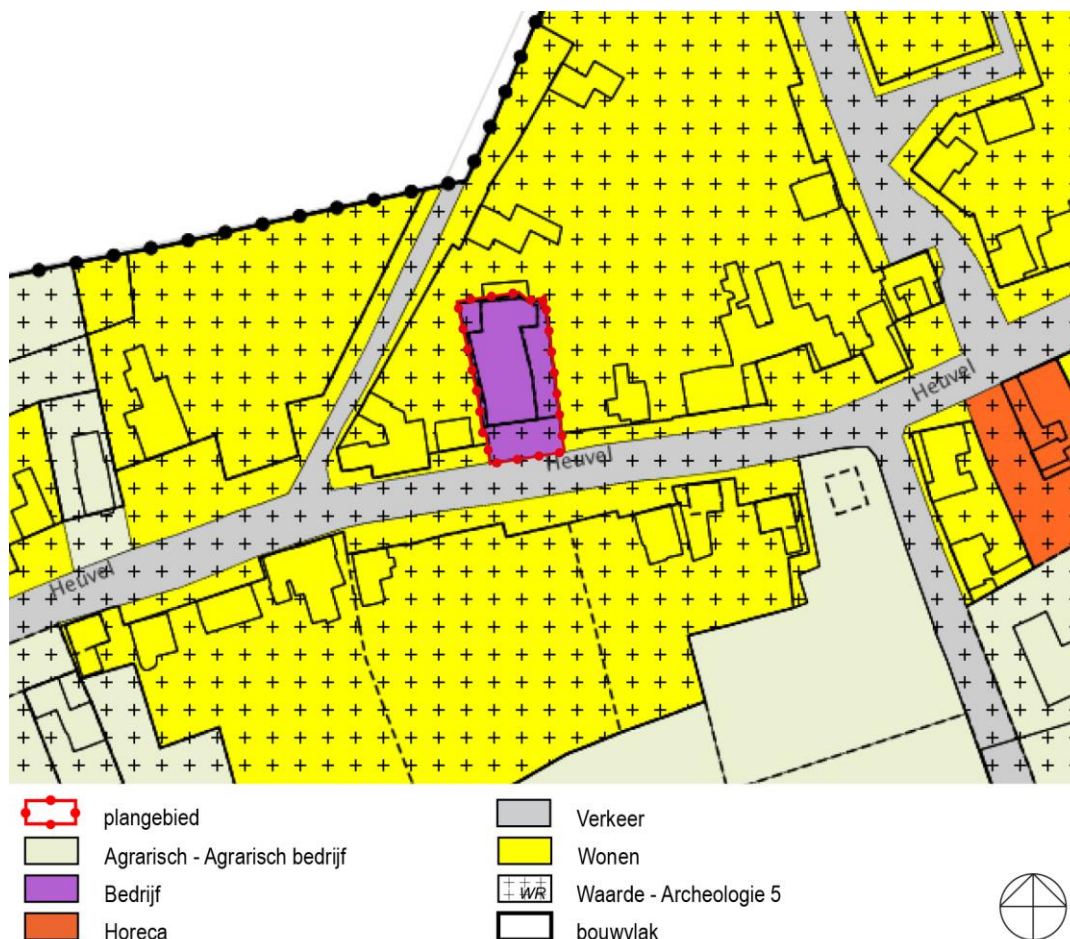 Heuvel
Heuvel
Heuvel
plangebied
Agrarisch - Agrarisch bedrijf
Bedrijf
Horeca
Verkeer
Wonen
WR Waarde - Archeologie 5
bouwvlak